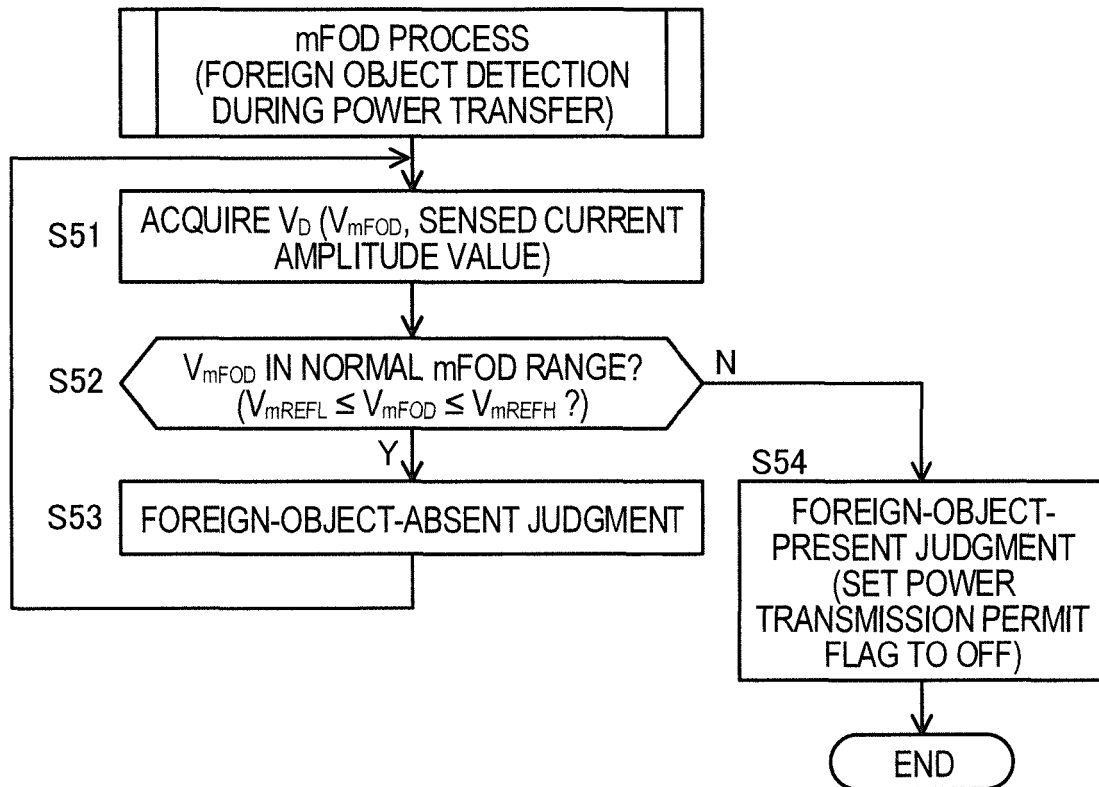 mFOD PROCESS
(FOREIGN OBJECT DETECTION
DURING POWER TRANSFER)
S51
ACQUIRE VD (VmFOD, SENSED CURRENT
AMPLITUDE VALUE)
S52
VmFOD IN NORMAL mFOD RANGE?
(VmREFL ≤ VmFOD ≤ VmREFH ?)
N
Y
S53
FOREIGN-OBJECT-ABSENT JUDGMENT
S54
FOREIGN-OBJECT-
PRESENT JUDGMENT
(SET POWER
TRANSMISSION PERMIT
FLAG TO OFF)
END